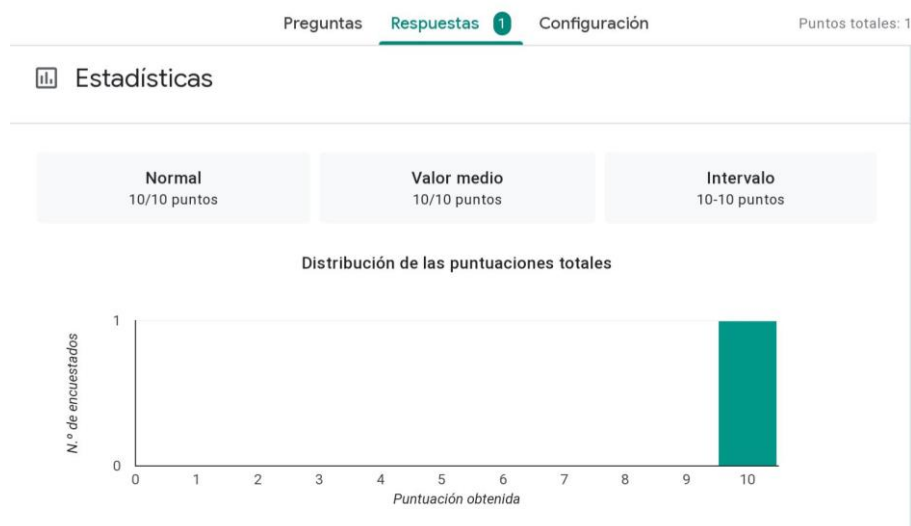 Preguntas Respuestas 1 Configuración Puntos totales: 1
Estadísticas
Normal Valor medio Intervalo
10/10 puntos 10/10 puntos 10-10 puntos
Distribución de las puntuaciones totales
1
N.º de encuestados
0
0 1 2 3 4 5 6 7 8 9 10
Puntuación obtenida